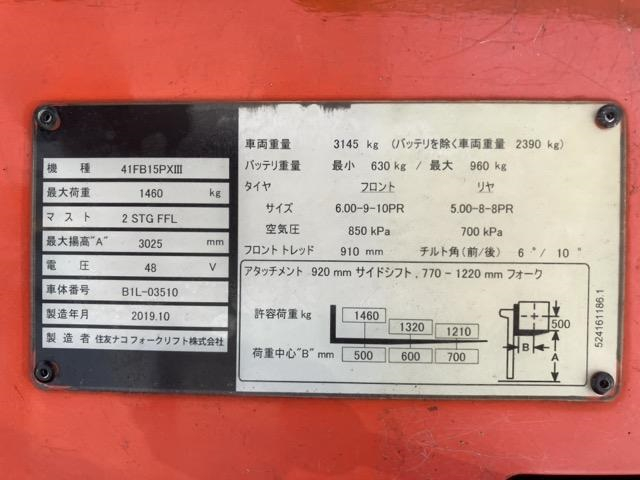 機 種 41FB15PXⅢ
最大荷重 1460 kg
マスト 2 STG FFL
最大揚高"A" 3025 mm
電 圧 48 V
車体番号 B1L-03510
製造年月 2019.10
製造者 住友ナコフォークリフト株式会社
車両重量 3145 kg (バッテリを除く車両重量 2390 kg)
バッテリ重量 最小 630 kg / 最大 960 kg
タイヤ フロント リヤ
サイズ 6.00-9-10PR 5.00-8-8PR
空気圧 850 kPa 700 kPa
フロントトレッド 910 mm チルト角(前/後) 6 °/ 10 °
アタッチメント 920 mm サイドシフト, 770 - 1220 mm フォーク
許容荷重 kg 1460 1320 1210
荷重中心"B" mm 500 600 700
500
B
A
524161186.1